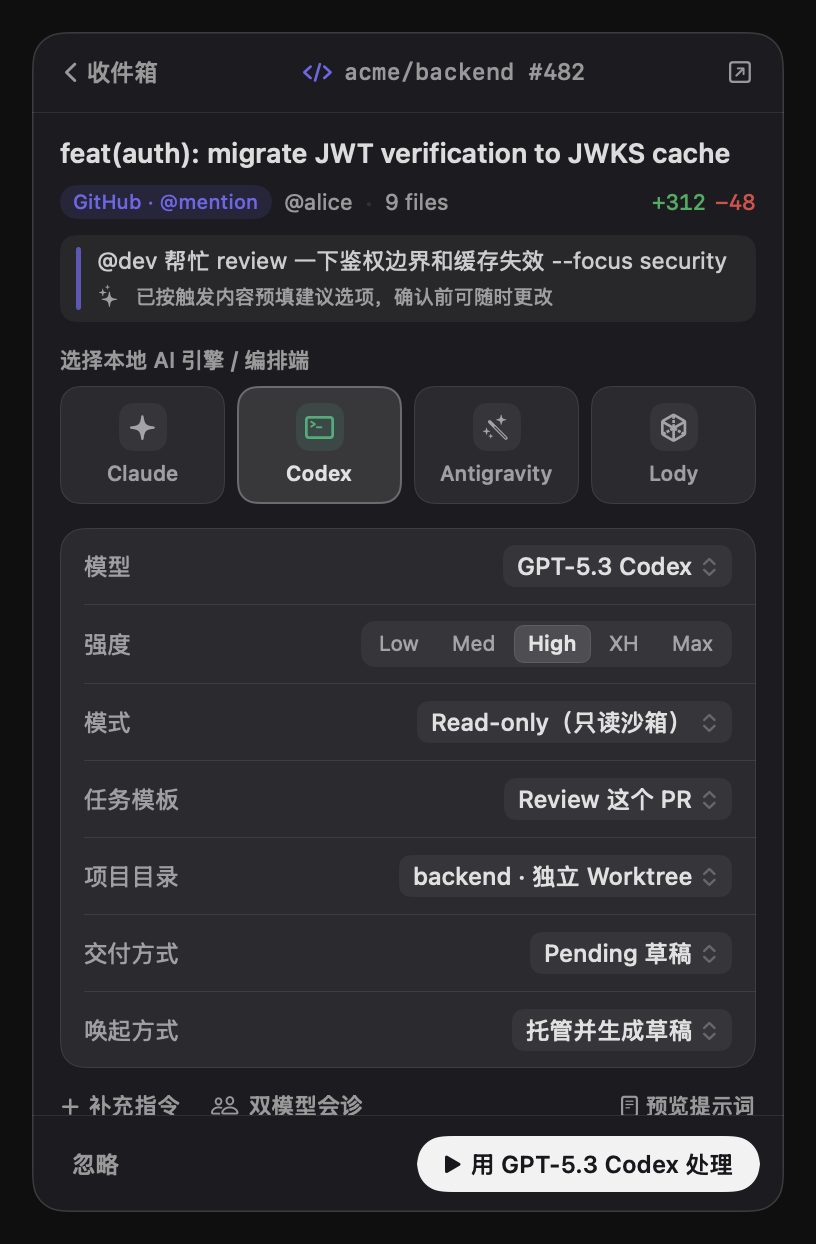 收件箱
</> acme/backend #482
feat(auth): migrate JWT verification to JWKS cache
GitHub · @mention @alice · 9 files +312 −48
@dev 帮忙 review 一下鉴权边界和缓存失效 --focus security
已按触发内容预填建议选项，确认前可随时更改
选择本地 AI 引擎 / 编排端
Claude Codex Antigravity Lody
模型 GPT-5.3 Codex
强度 Low Med High XH Max
模式 Read-only（只读沙箱）
任务模板 Review 这个 PR
项目目录 backend · 独立 Worktree
交付方式 Pending 草稿
唤起方式 托管并生成草稿
补充指令 双模型会诊 预览提示词
忽略 用 GPT-5.3 Codex 处理